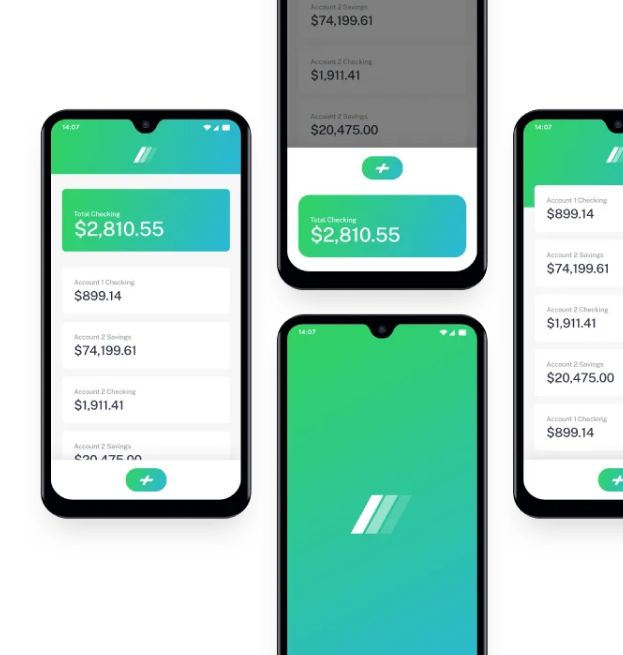 14:07
Total Checking
$2,810.55
Account 1 Checking
$899.14
Account 2 Savings
$74,199.61
Account 2 Checking
$1,911.41
Account 2 Savings
$20,475.00
Account 2 Savings
$74,199.61
Account 2 Checking
$1,911.41
Account 2 Savings
$20,475.00
Total Checking
$2,810.55
14:07
14:07
Account 1 Checking
$899.14
Account 2 Savings
$74,199.61
Account 2 Checking
$1,911.41
Account 2 Savings
$20,475.00
Account 1 Checking
$899.14